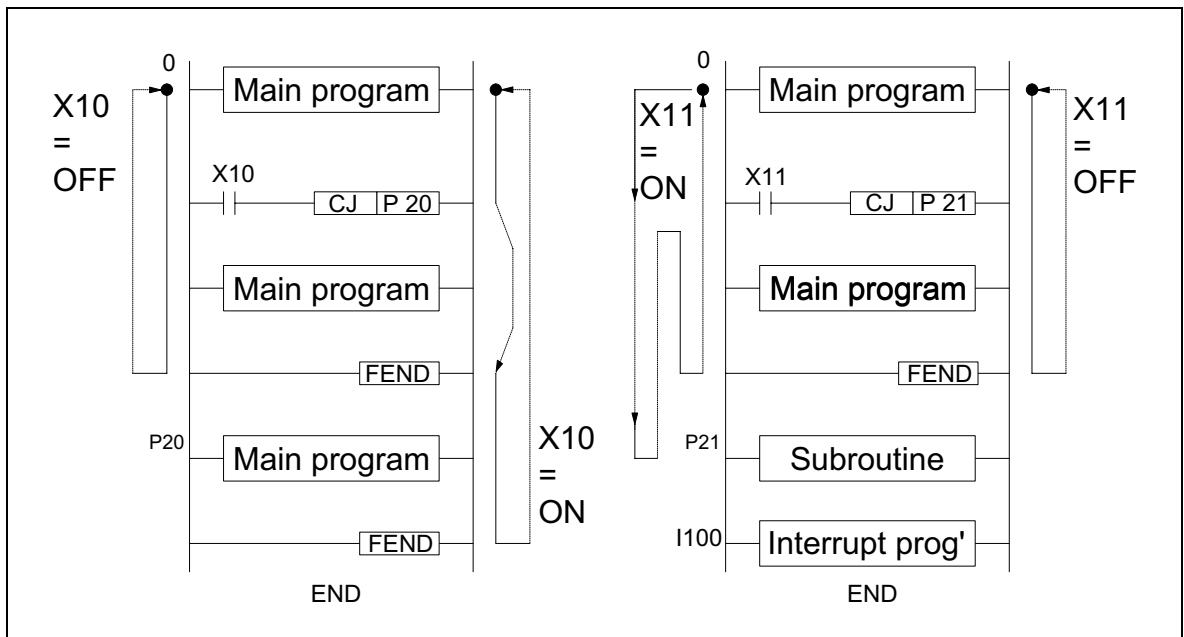 0
Main program
X10
=
OFF
X10
CJ P 20
Main program
FEND
P20
Main program
X10
=
ON
FEND
END
0
Main program
X11
=
ON
X11
=
OFF
X11
CJ P 21
Main program
FEND
P21
Subroutine
I100
Interrupt prog'
END